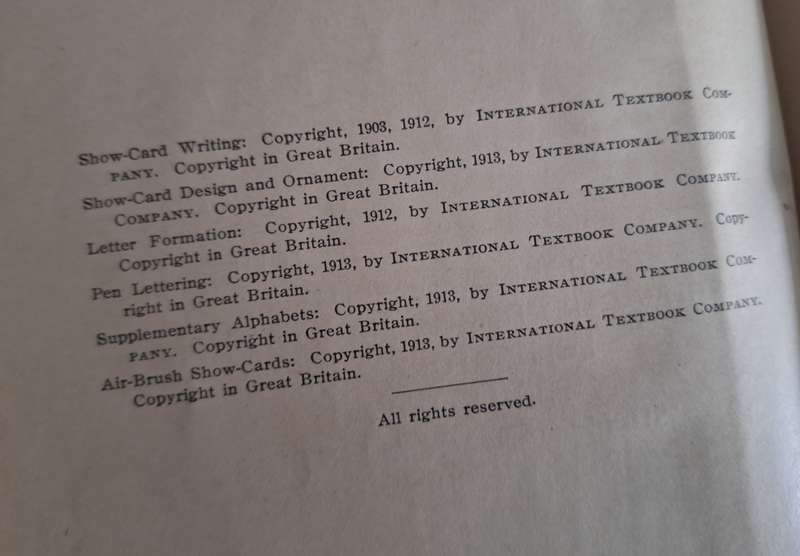 Show-Card Writing: Copyright, 1903, 1912, by INTERNATIONAL TEXTBOOK COM-
PANY. Copyright in Great Britain.
Show-Card Design and Ornament: Copyright, 1913, by INTERNATIONAL TEXTBOOK
COMPANY. Copyright in Great Britain.
Letter Formation: Copyright, 1912, by INTERNATIONAL TEXTBOOK COMPANY.
Copyright in Great Britain.
Pen Lettering: Copyright, 1913, by INTERNATIONAL TEXTBOOK COMPANY. Copy-
right in Great Britain.
Supplementary Alphabets: Copyright, 1913, by INTERNATIONAL TEXTBOOK COM-
PANY. Copyright in Great Britain.
Air-Brush Show-Cards: Copyright, 1913, by INTERNATIONAL TEXTBOOK COMPANY.
Copyright in Great Britain.
All rights reserved.